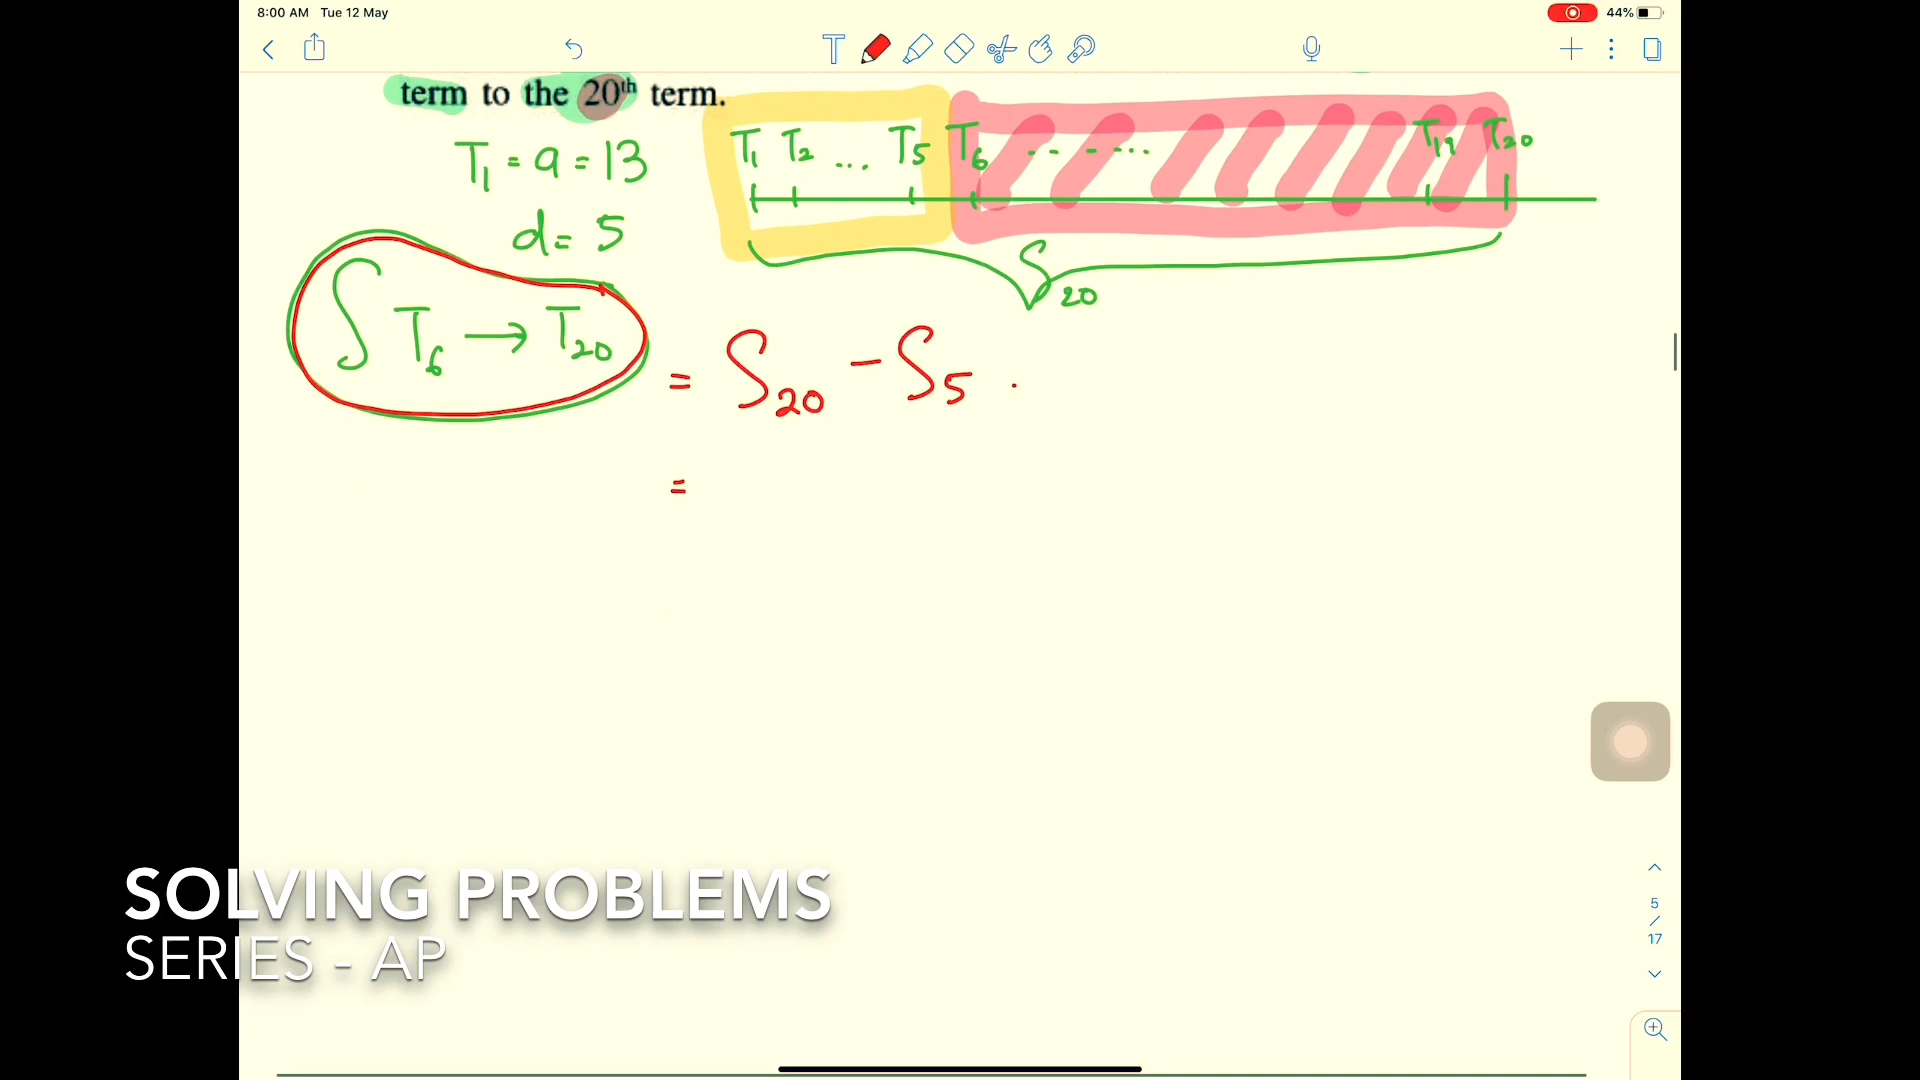 8:00 AM Tue 12 May
44%
term to the 20th term.
T1 = a = 13
d = 5
T1 T2 ... T5 T6 -- - ... T19 T20
S20
S T6 → T20
= S20 - S5 .
=
5
/
17
SOLVING PROBLEMS
SERIES - AP